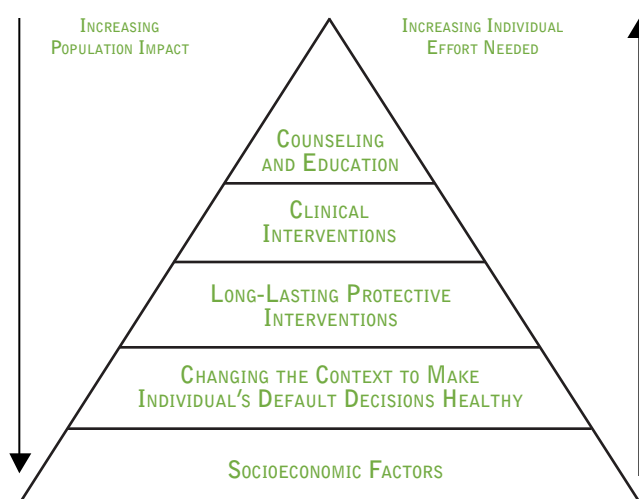 Increasing
Population Impact
Increasing Individual
Effort Needed
Counseling
and Education
Clinical
Interventions
Long-Lasting Protective
Interventions
Changing the Context to Make
Individual's Default Decisions Healthy
Socioeconomic Factors